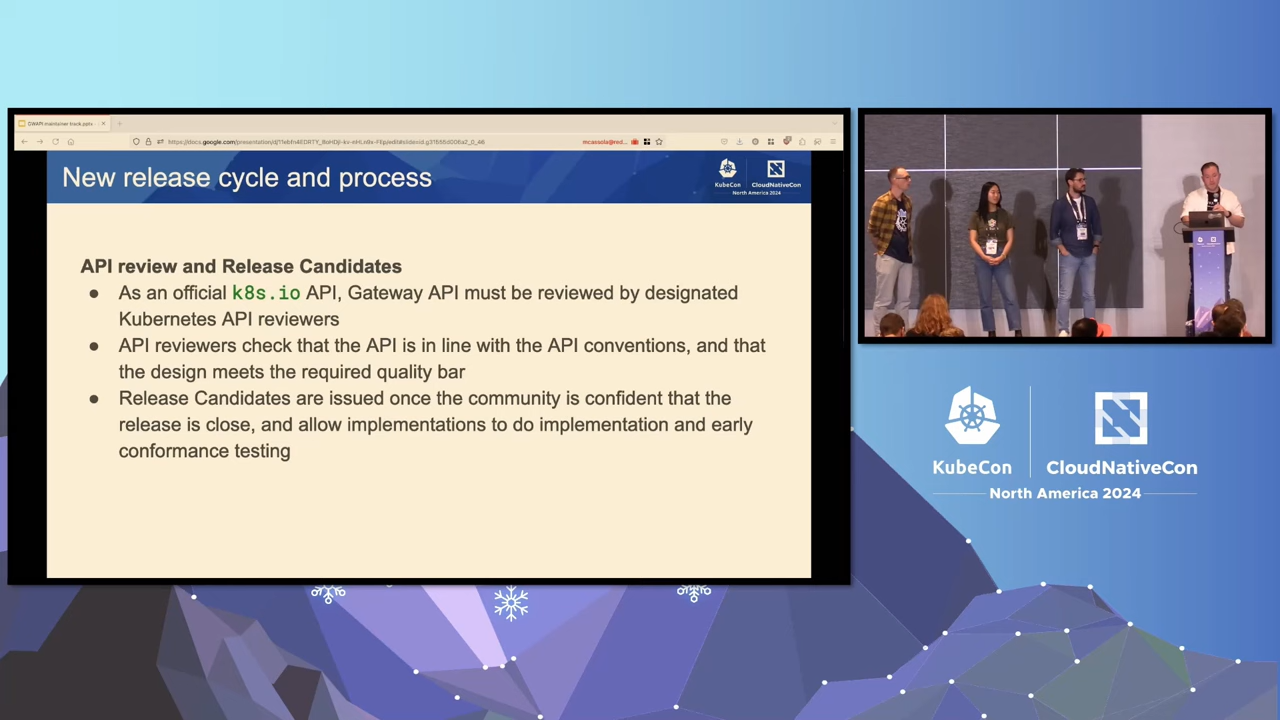 GWAPI maintainer track.pptx
New release cycle and process
KubeCon
CloudNativeCon
North America 2024
API review and Release Candidates
● As an official k8s.io API, Gateway API must be reviewed by designated
Kubernetes API reviewers
● API reviewers check that the API is in line with the API conventions, and that
the design meets the required quality bar
● Release Candidates are issued once the community is confident that the
release is close, and allow implementations to do implementation and early
conformance testing
KubeCon
CloudNativeCon
North America 2024